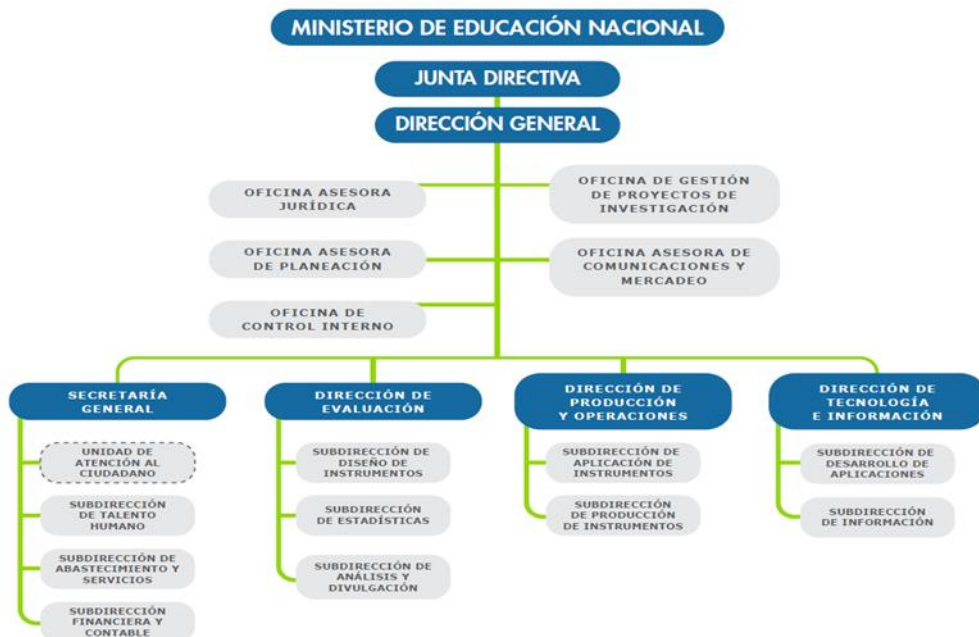 MINISTERIO DE EDUCACIÓN NACIONAL
JUNTA DIRECTIVA
DIRECCIÓN GENERAL
OFICINA ASESORA
JURÍDICA
OFICINA DE GESTIÓN
DE PROYECTOS DE
INVESTIGACIÓN
OFICINA ASESORA
DE PLANEACIÓN
OFICINA ASESORA DE
COMUNICACIONES Y
MERCADEO
OFICINA DE
CONTROL INTERNO
SECRETARÍA
GENERAL
UNIDAD DE
ATENCIÓN AL
CIUDADANO
SUBDIRECCIÓN
DE TALENTO
HUMANO
SUBDIRECCIÓN DE
ABASTECIMIENTO Y
SERVICIOS
SUBDIRECCIÓN
FINANCIERA Y
CONTABLE
DIRECCIÓN DE
EVALUACIÓN
SUBDIRECCIÓN DE
DISEÑO DE
INSTRUMENTOS
SUBDIRECCIÓN
DE ESTADÍSTICAS
SUBDIRECCIÓN DE
ANÁLISIS Y
DIVULGACIÓN
DIRECCIÓN DE
PRODUCCIÓN
Y OPERACIONES
SUBDIRECCIÓN DE
APLICACIÓN DE
INSTRUMENTOS
SUBDIRECCIÓN
DE PRODUCCIÓN
DE INSTRUMENTOS
DIRECCIÓN DE
TECNOLOGÍA
E INFORMACIÓN
SUBDIRECCIÓN DE
DESARROLLO DE
APLICACIONES
SUBDIRECCIÓN
DE INFORMACIÓN